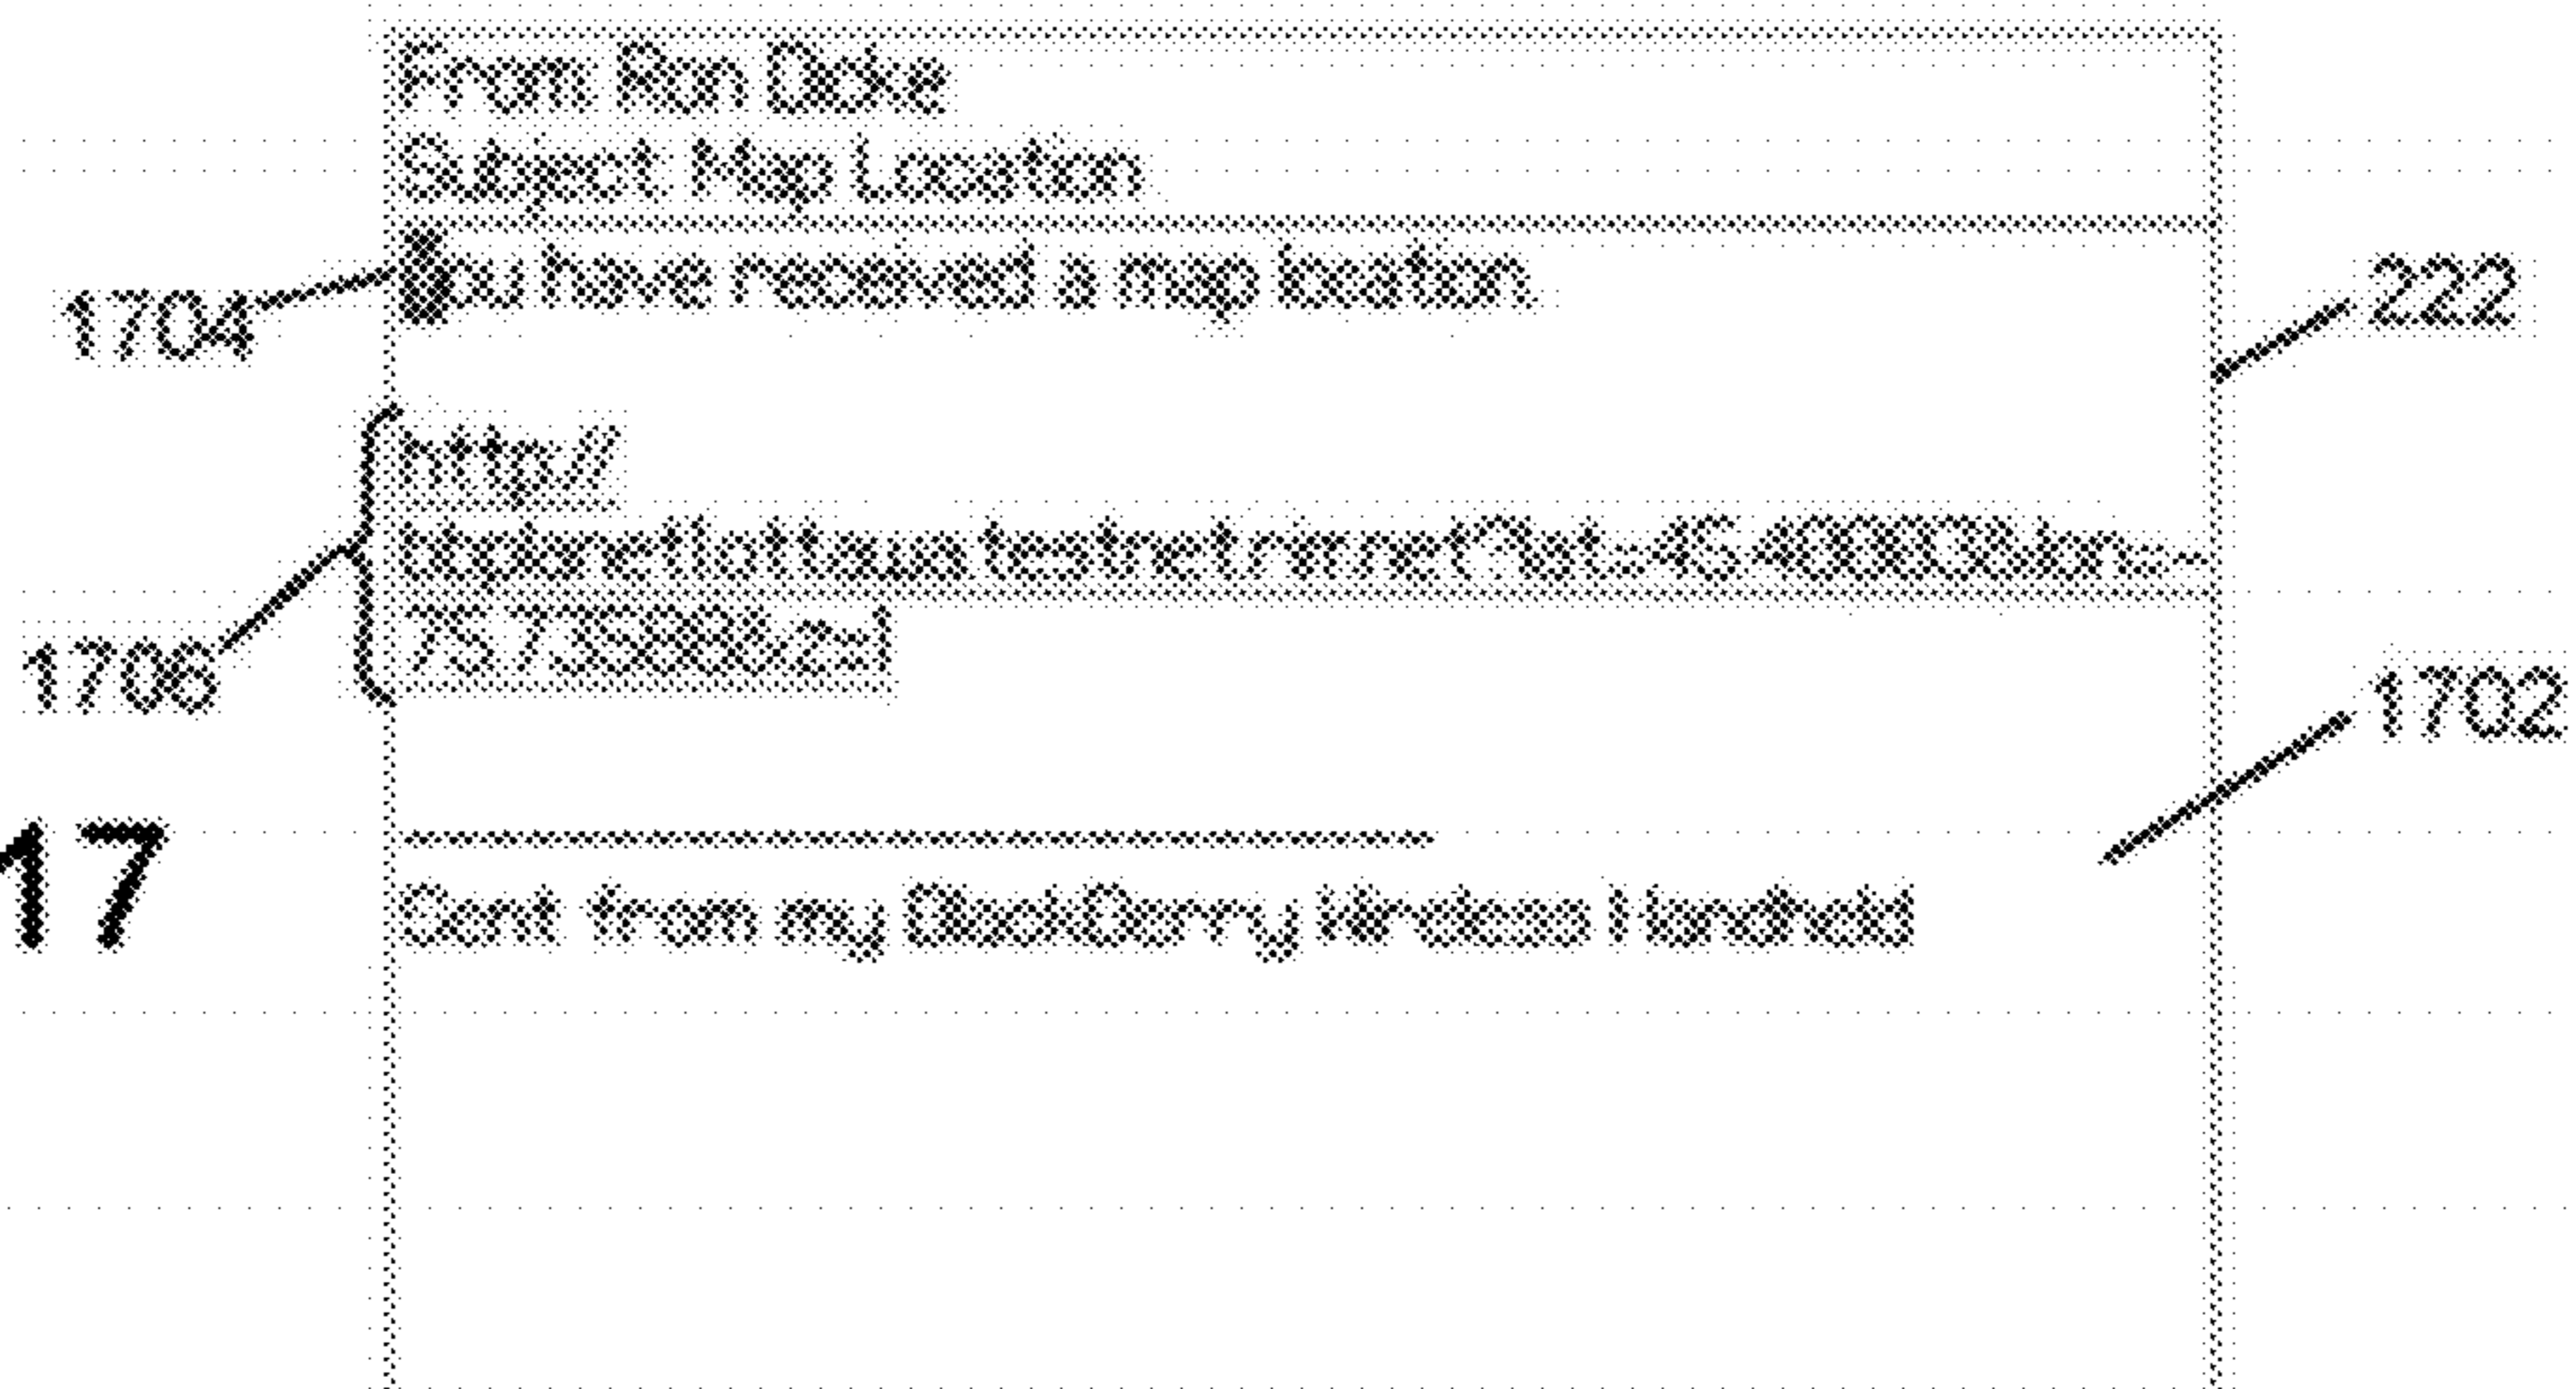 From Ron Dicke
Subject Map Location
You have received a map location
1704
222
http://
1706
1702
17
Sent from my BlackBerry Wireless Handheld